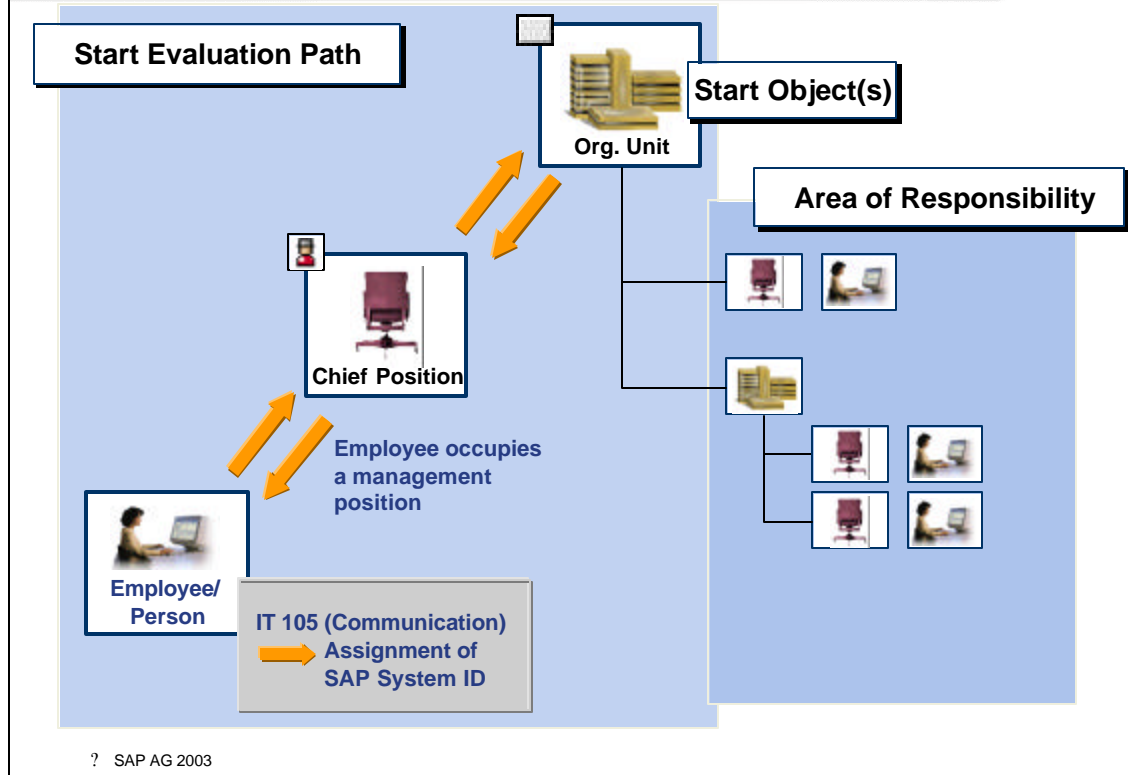 Start Evaluation Path
Start Object(s)
Org. Unit
Area of Responsibility
Chief Position
Employee occupies
a management
position
Employee/
Person
IT 105 (Communication)
Assignment of
SAP System ID
? SAP AG 2003